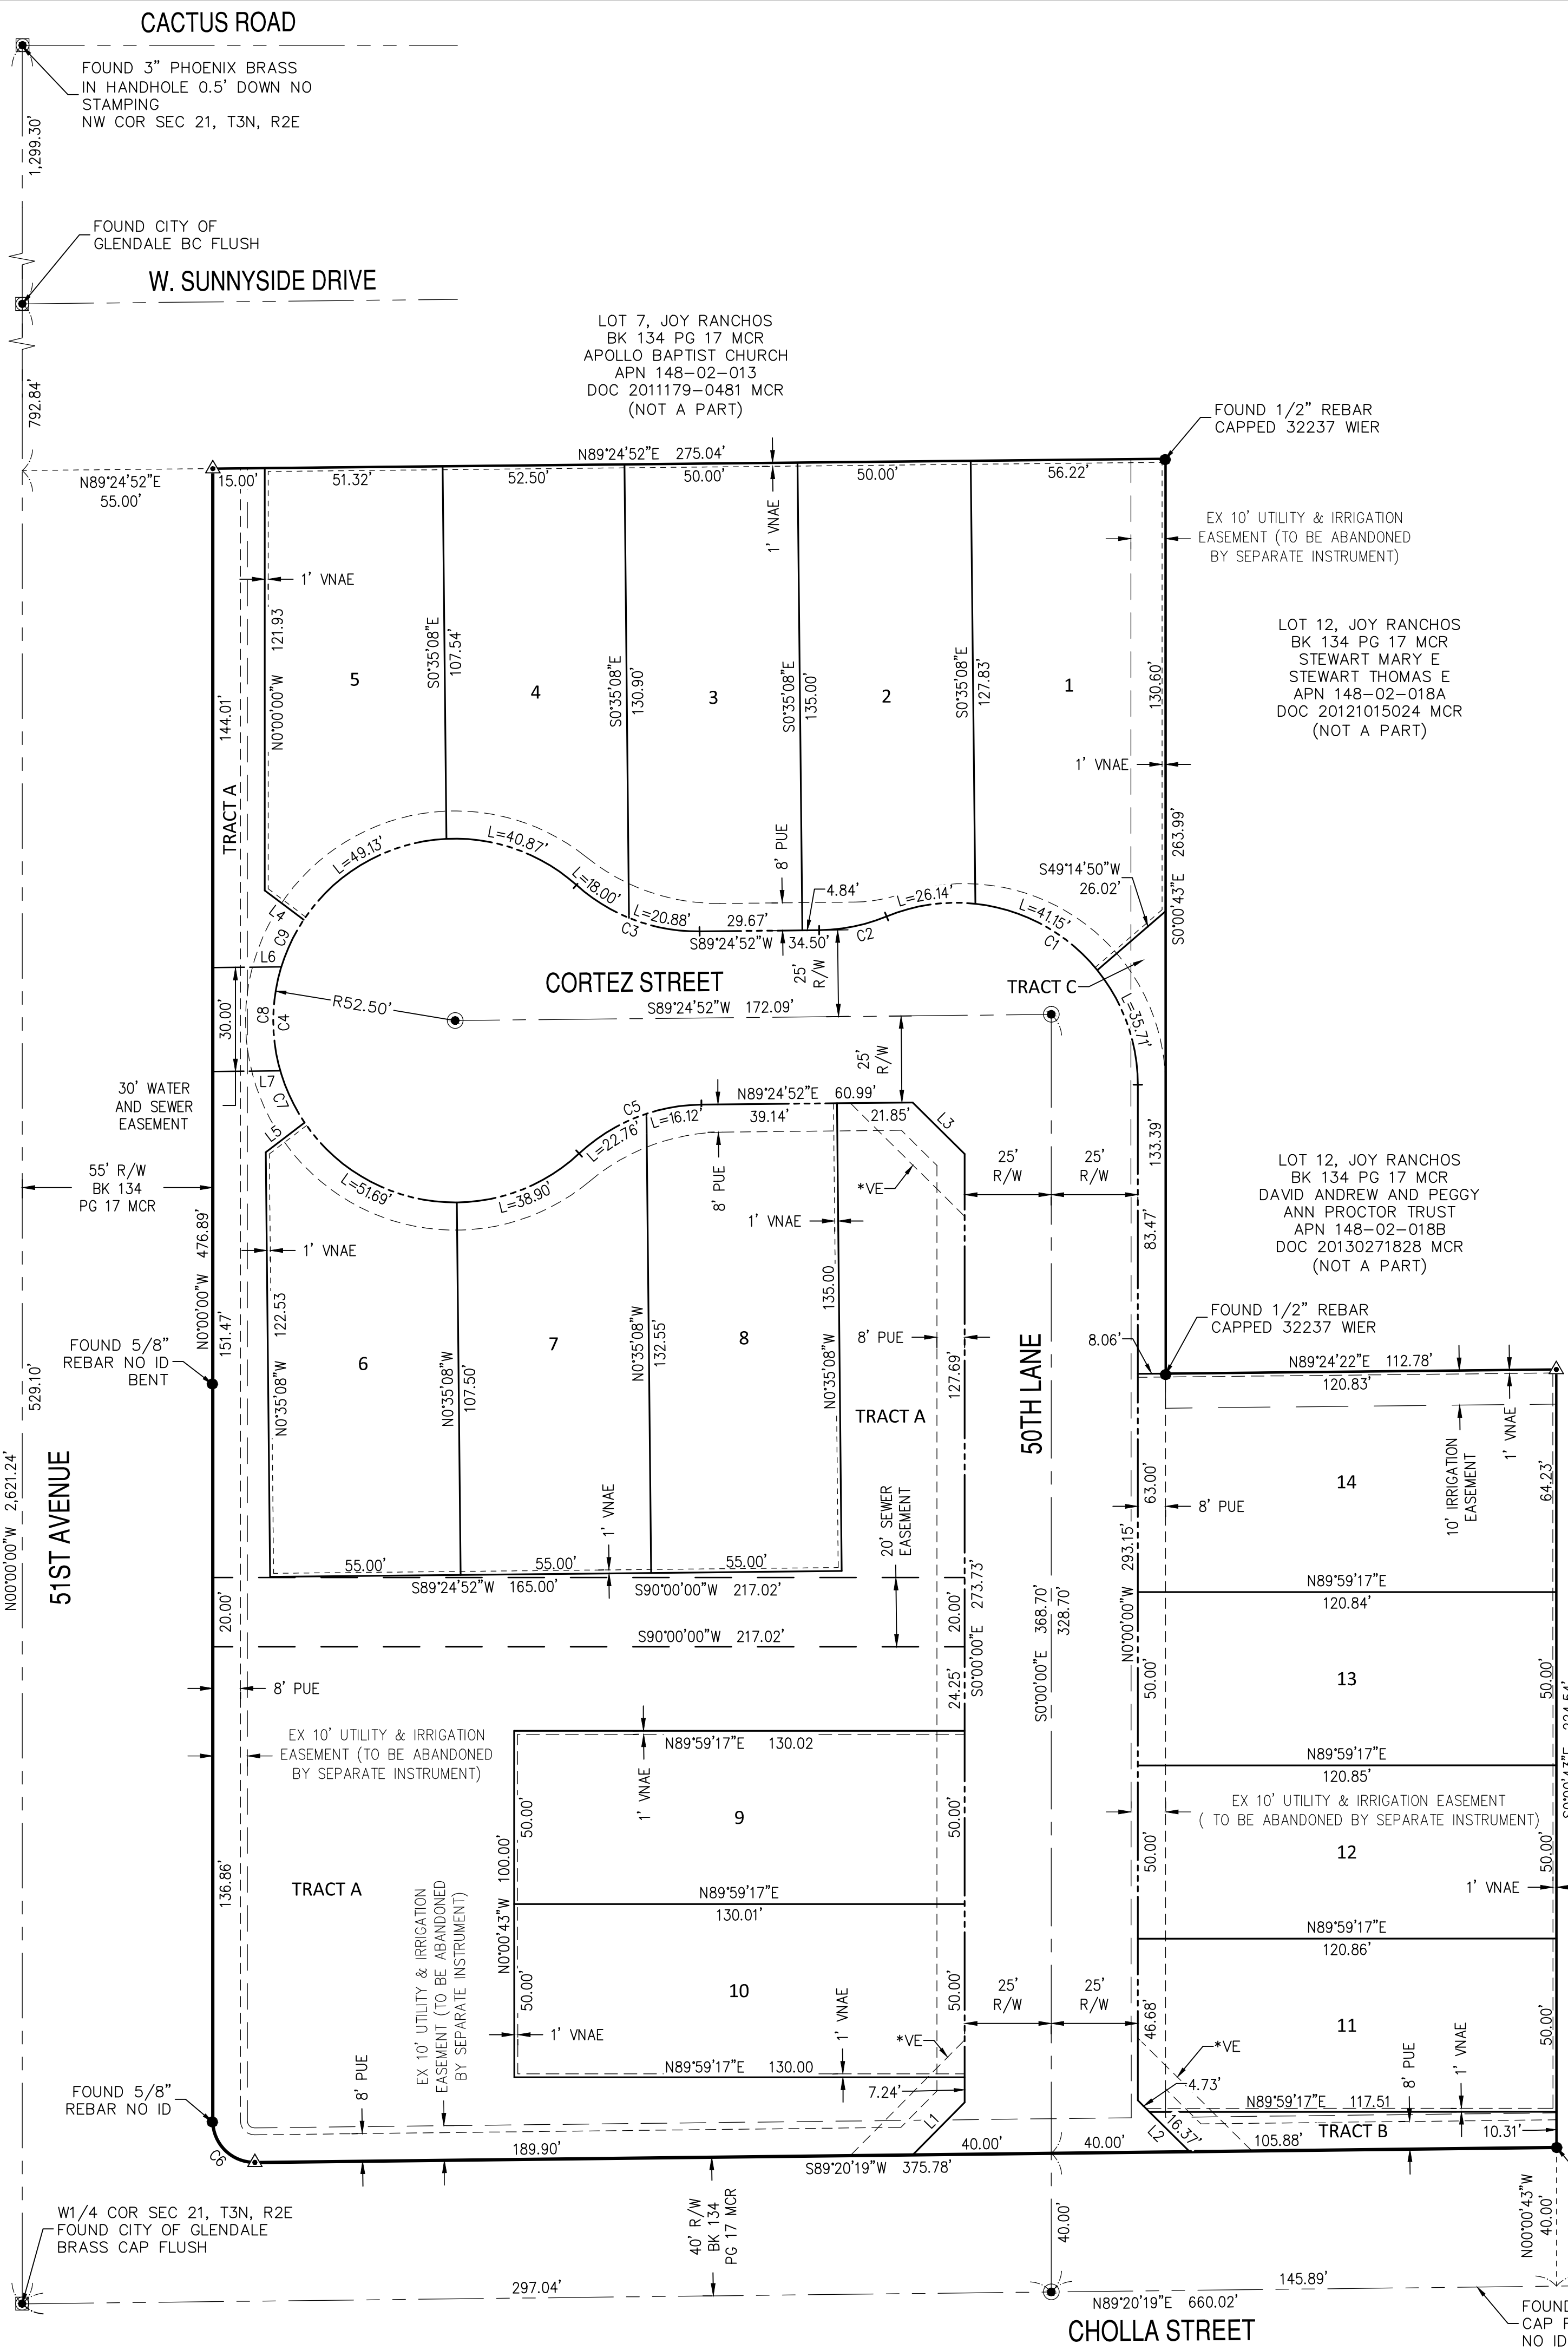 CACTUS ROAD
FOUND 3" PHOENIX BRASS
IN HANDHOLE 0.5' DOWN NO
STAMPING
NW COR SEC 21, T3N, R2E
1,299.30'
FOUND CITY OF
GLENDALE BC FLUSH
W. SUNNYSIDE DRIVE
792.84'
LOT 7, JOY RANCHOS
BK 134 PG 17 MCR
APOLLO BAPTIST CHURCH
APN 148-02-013
DOC 2011179-0481 MCR
(NOT A PART)
FOUND 1/2" REBAR
CAPPED 32237 WIER
N89°24'52"E 275.04'
N89°24'52"E
55.00'
15.00'
51.32'
52.50'
50.00'
50.00'
56.22'
1' VNAE
EX 10' UTILITY & IRRIGATION
EASEMENT (TO BE ABANDONED
BY SEPARATE INSTRUMENT)
1' VNAE
N0°00'00"W 121.93
S0°35'08"E
107.54'
S0°35'08"E
130.90'
S0°35'08"E
135.00'
S0°35'08"E
127.83'
130.60'
5
4
3
2
1
LOT 12, JOY RANCHOS
BK 134 PG 17 MCR
STEWART MARY E
STEWART THOMAS E
APN 148-02-018A
DOC 20121015024 MCR
(NOT A PART)
144.01'
TRACT A
1' VNAE
S0°00'43"E 263.99'
L=49.13'
L=40.87'
L=18.00'
L=20.88'
C3
8' PUE
4.84'
29.67'
S89°24'52"W 34.50'
C2
L=26.14'
L=41.15'
C1
S49°14'50"W
26.02'
L=35.71'
TRACT C
L4
C9
L6
C8
C4
30.00'
L7
C7
L5
R52.50'
CORTEZ STREET
S89°24'52"W 172.09'
25'
R/W
25'
R/W
30' WATER
AND SEWER
EASEMENT
55' R/W
BK 134
PG 17 MCR
L=51.69'
L=38.90'
L=22.76'
C5
L=16.12'
N89°24'52"E 60.99'
39.14'
21.85'
L3
8' PUE
*VE
25'
R/W
25'
R/W
133.39'
83.47'
LOT 12, JOY RANCHOS
BK 134 PG 17 MCR
DAVID ANDREW AND PEGGY
ANN PROCTOR TRUST
APN 148-02-018B
DOC 20130271828 MCR
(NOT A PART)
1' VNAE
1' VNAE
N0°00'00"W 476.89'
151.47'
FOUND 5/8"
REBAR NO ID
BENT
N0°35'08"W 122.53
N0°35'08"W
107.50'
N0°35'08"W
132.55'
N0°35'08"W 135.00
6
7
8
8' PUE
127.69'
50TH LANE
8.06'
FOUND 1/2" REBAR
CAPPED 32237 WIER
N89°24'22"E 112.78'
120.83'
TRACT A
529.10'
N00°00'00"W 2,621.24'
51ST AVENUE
14
63.00'
8' PUE
10' IRRIGATION
EASEMENT
1' VNAE
64.23'
293.15'
N0°00'00"W
20' SEWER
EASEMENT
1' VNAE
55.00'
55.00'
55.00'
S89°24'52"W 165.00'
S90°00'00"W 217.02'
S90°00'00"W 217.02'
20.00'
20.00'
24.25'
S0°00'00"E 273.73'
S0°00'00"E 368.70'
328.70'
N89°59'17"E
120.84'
13
50.00'
50.00'
8' PUE
EX 10' UTILITY & IRRIGATION
EASEMENT (TO BE ABANDONED
BY SEPARATE INSTRUMENT)
N89°59'17"E 130.02
1' VNAE
9
50.00'
50.00'
N89°59'17"E
120.85'
EX 10' UTILITY & IRRIGATION EASEMENT
( TO BE ABANDONED BY SEPARATE INSTRUMENT)
12
50.00'
50.00'
1' VNAE
136.86'
TRACT A
EX 10' UTILITY & IRRIGATION
EASEMENT (TO BE ABANDONED
BY SEPARATE INSTRUMENT)
N0°00'43"W 100.00'
N89°59'17"E
130.01'
N89°59'17"E
120.86'
10
50.00'
50.00'
25'
R/W
25'
R/W
46.68'
11
50.00'
1' VNAE
1' VNAE
*VE
*VE
N89°59'17"E 130.00
7.24'
4.73'
N89°59'17"E 117.51
8' PUE
1' VNAE
FOUND 5/8"
REBAR NO ID
8' PUE
C6
189.90'
L1
40.00'
40.00'
L2
16.37'
TRACT B
105.88'
10.31'
S89°20'19"W 375.78'
W1/4 COR SEC 21, T3N, R2E
FOUND CITY OF GLENDALE
BRASS CAP FLUSH
40' R/W
BK 134
PG 17 MCR
40.00'
N00°00'43"W
40.00'
297.04'
145.89'
N89°20'19"E 660.02'
CHOLLA STREET
FOUND
CAP
NO ID